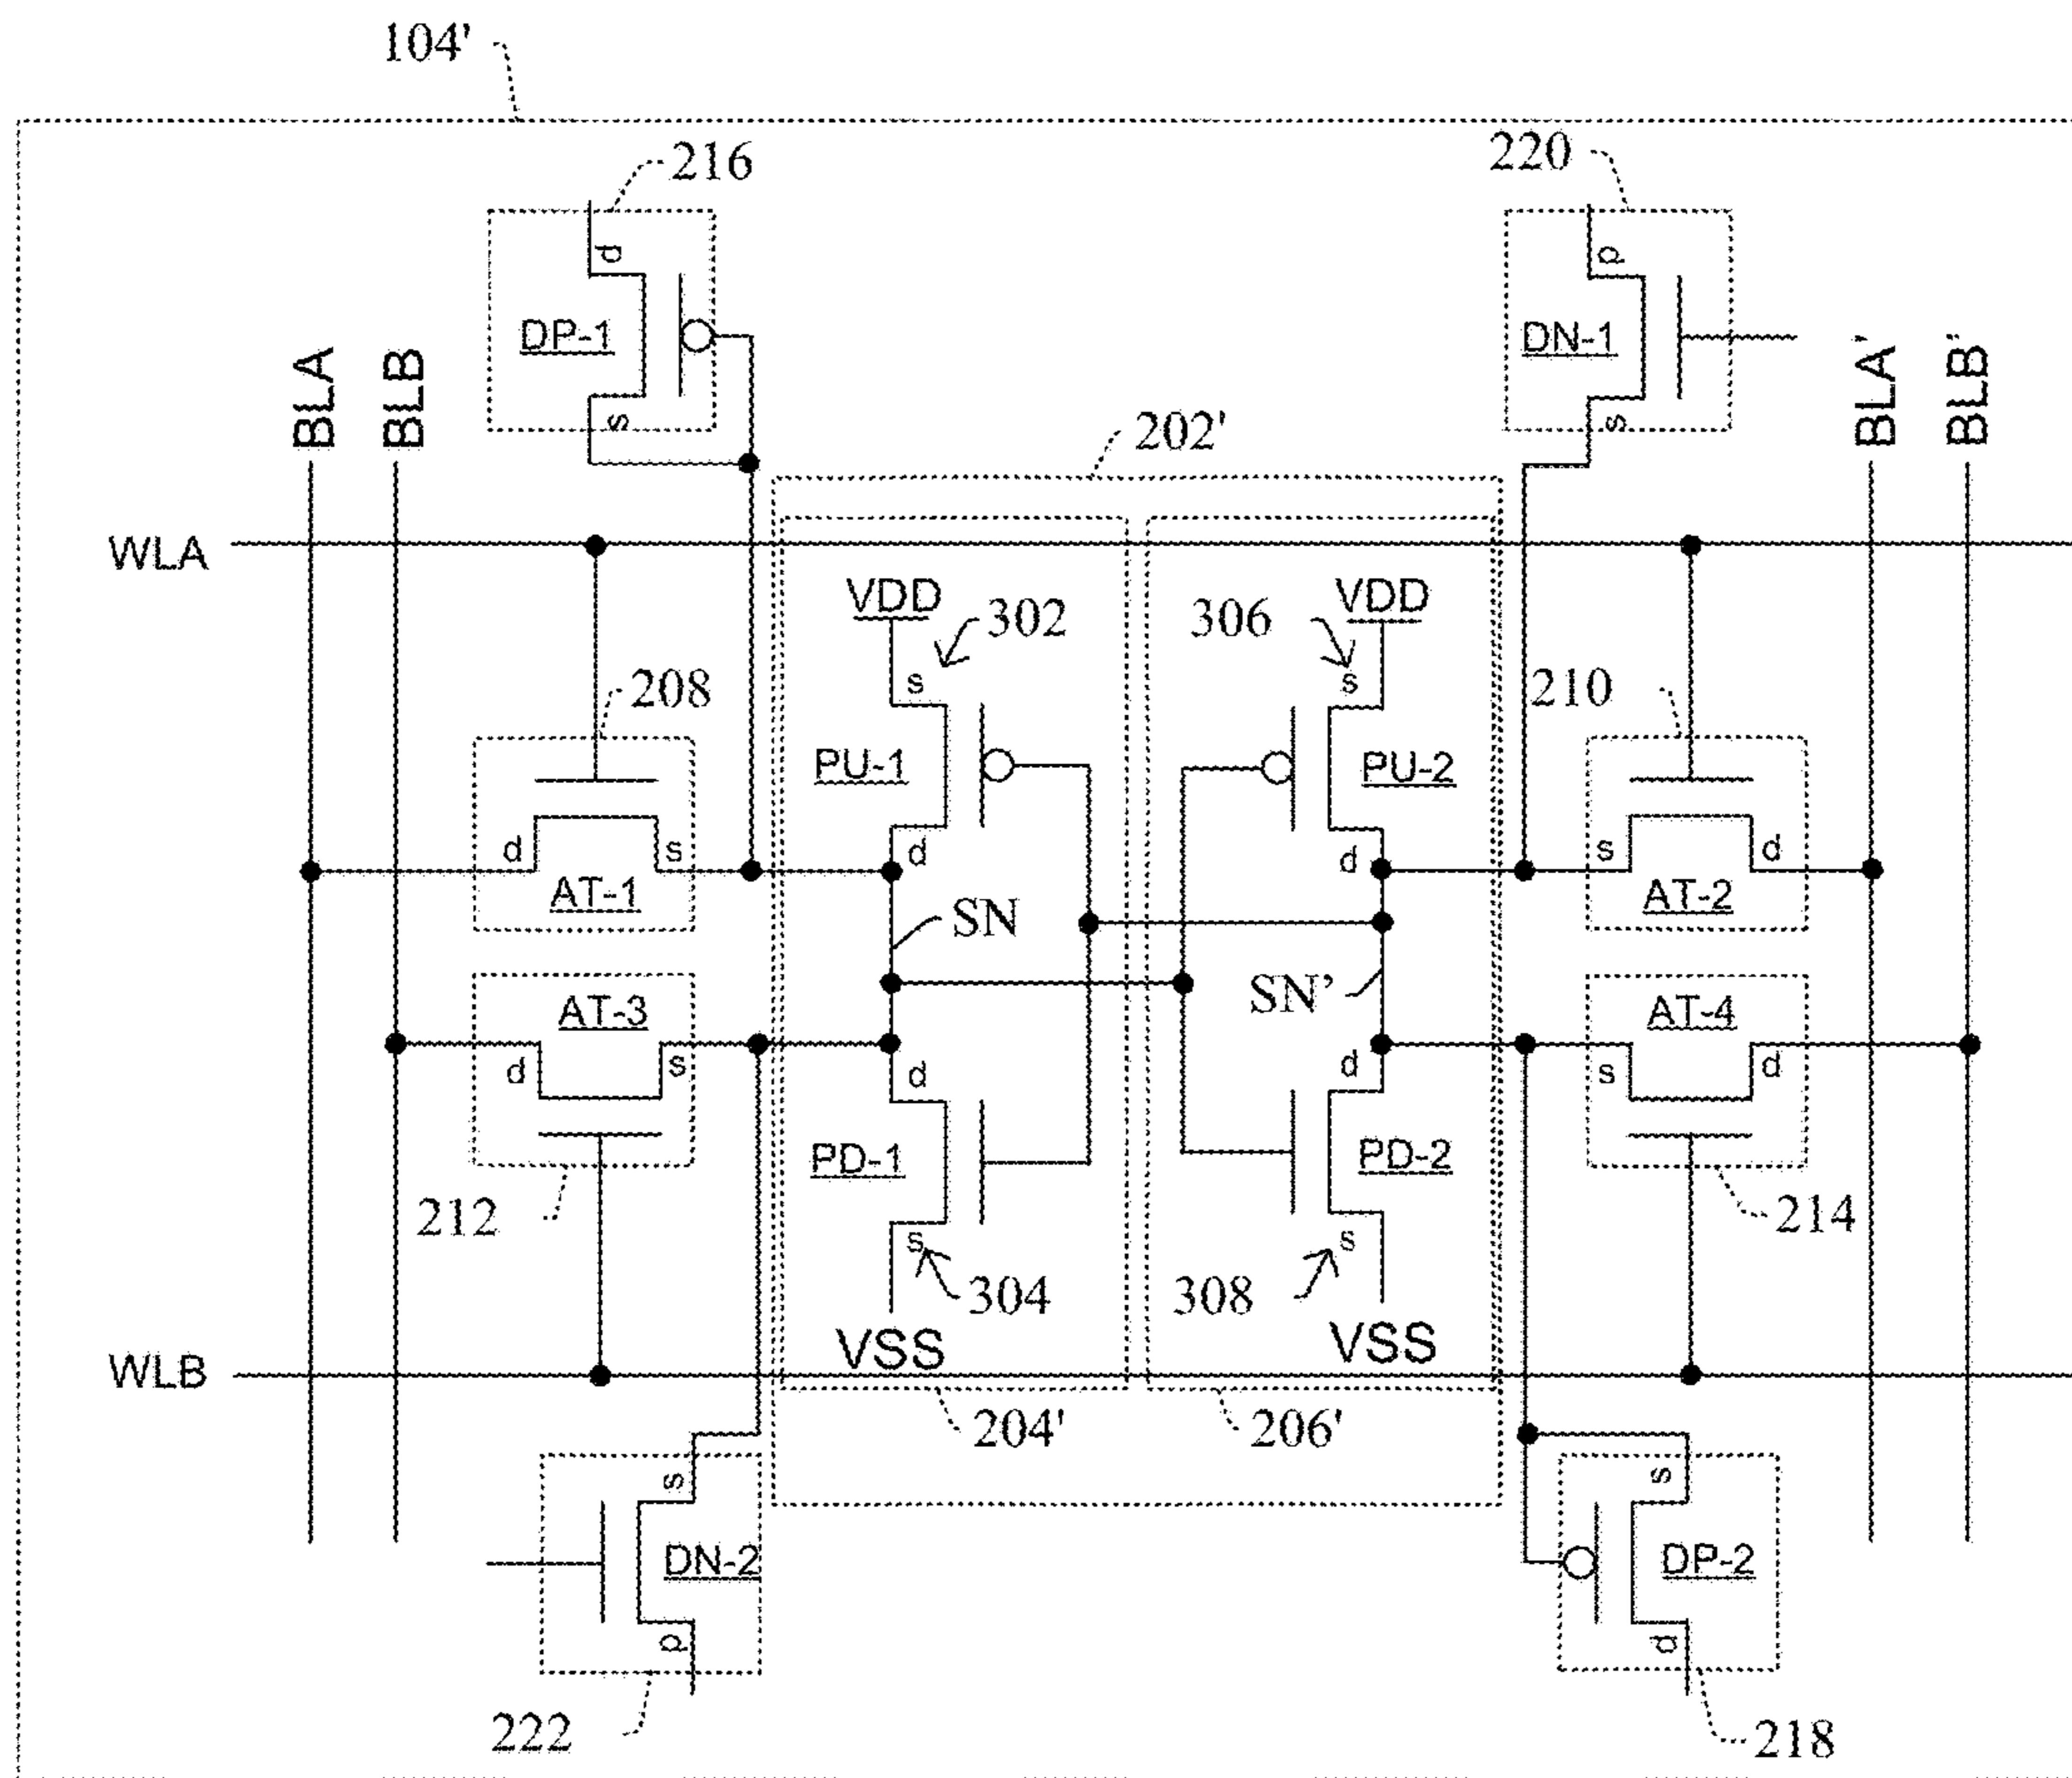 104'
216
220
d
d
DP-1
DN-1
s
s
BLA
BLB
BLA'
BLB'
202'
WLA
VDD
302
306
VDD
s
s
208
210
PU-1
PU-2
d
s
d
d
s
d
AT-1
AT-2
SN
SN'
AT-3
AT-4
d
s
d
d
s
d
PD-1
PD-2
212
214
s
s
304
308
VSS
VSS
WLB
204'
206'
s
s
DN-2
DP-2
d
d
222
218